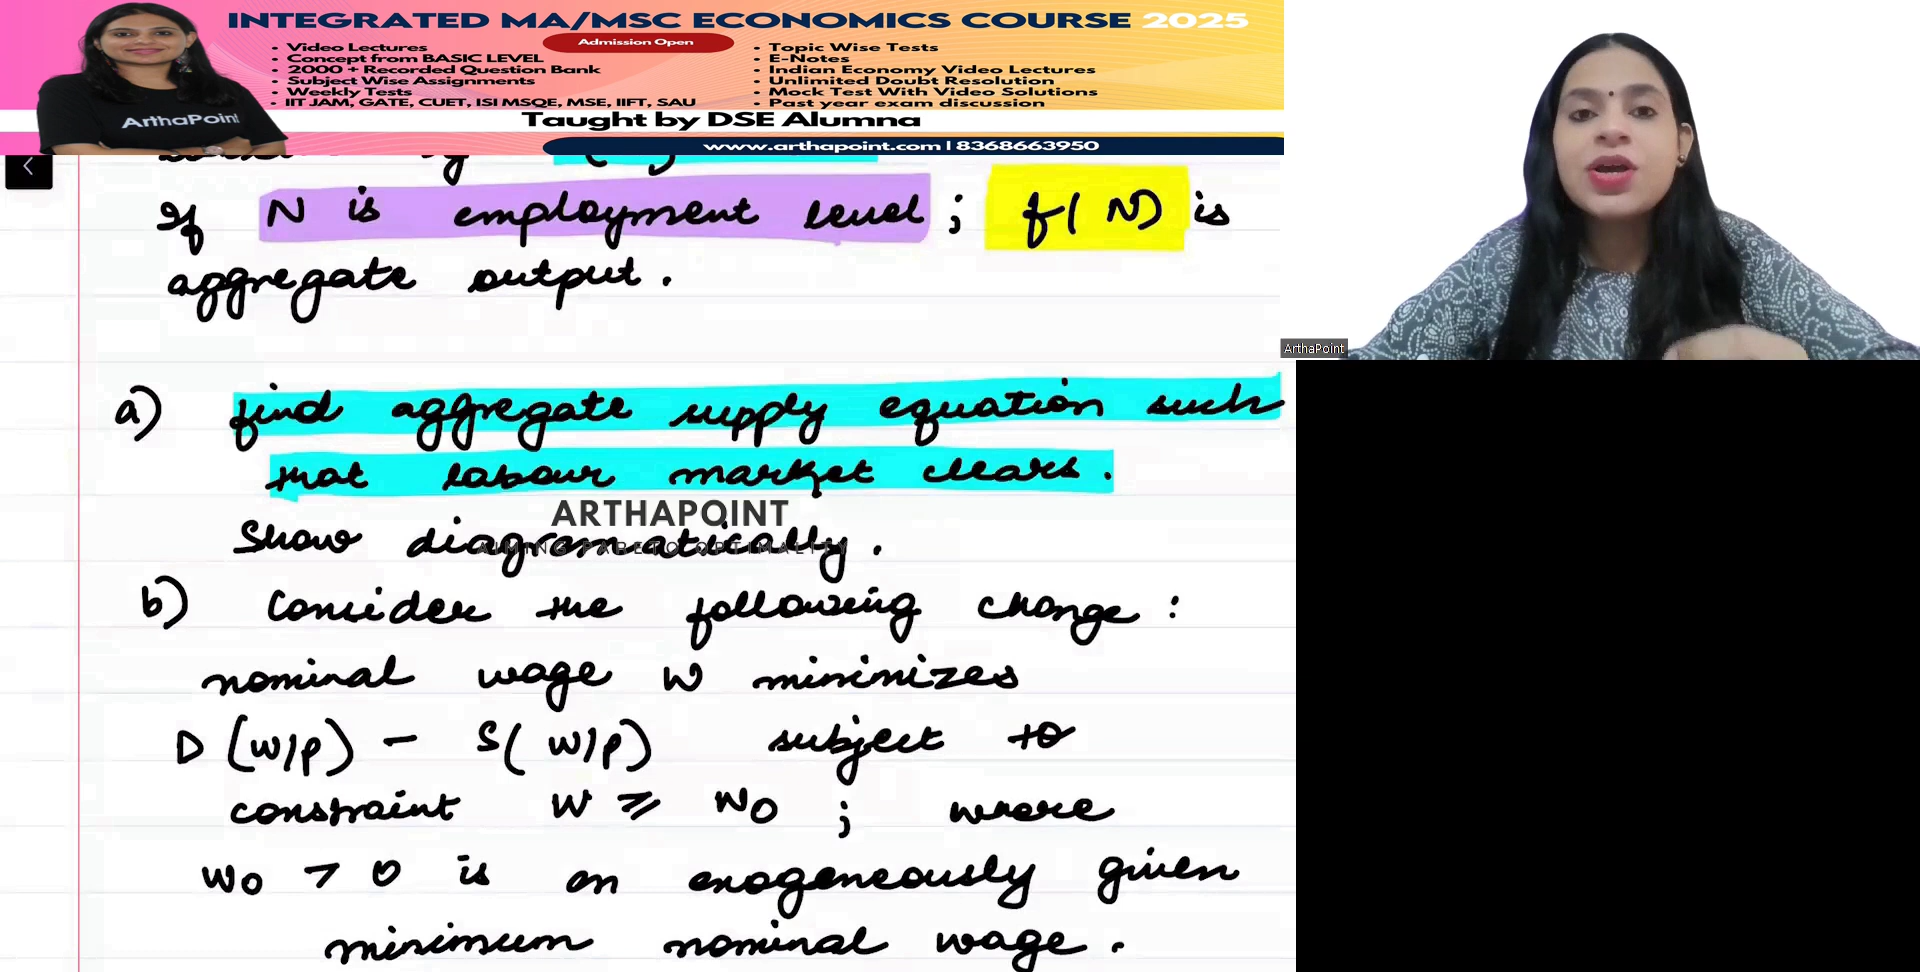 INTEGRATED MA/MSC ECONOMICS COURSE 2025
Admission Open
• Video Lectures
• Concept from BASIC LEVEL
• 2000 + Recorded Question Bank
• Subject Wise Assignments
• Weekly Tests
• IIT JAM, GATE, CUET, ISI MSQE, MSE, IIFT, SAU
• Topic Wise Tests
• E-Notes
• Indian Economy Video Lectures
• Unlimited Doubt Resolution
• Mock Test With Video Solutions
• Past year exam discussion
ArthaPoint
Taught by DSE Alumna
www.arthapoint.com | 8368663950
If N is employment level ; f(N) is
aggregate output.
a) find aggregate supply equation such
that labour market clears.
ARTHAPOINT
Show diagramatically.
AIMING PARETO OPTIMALITY
b) Consider the following change :
nominal wage W minimizes
D (W/P) - S( W/P) subject to
constraint W ≥ W0 ; where
W0 > 0 is an exogeneously given
minimum nominal wage.
ArthaPoint